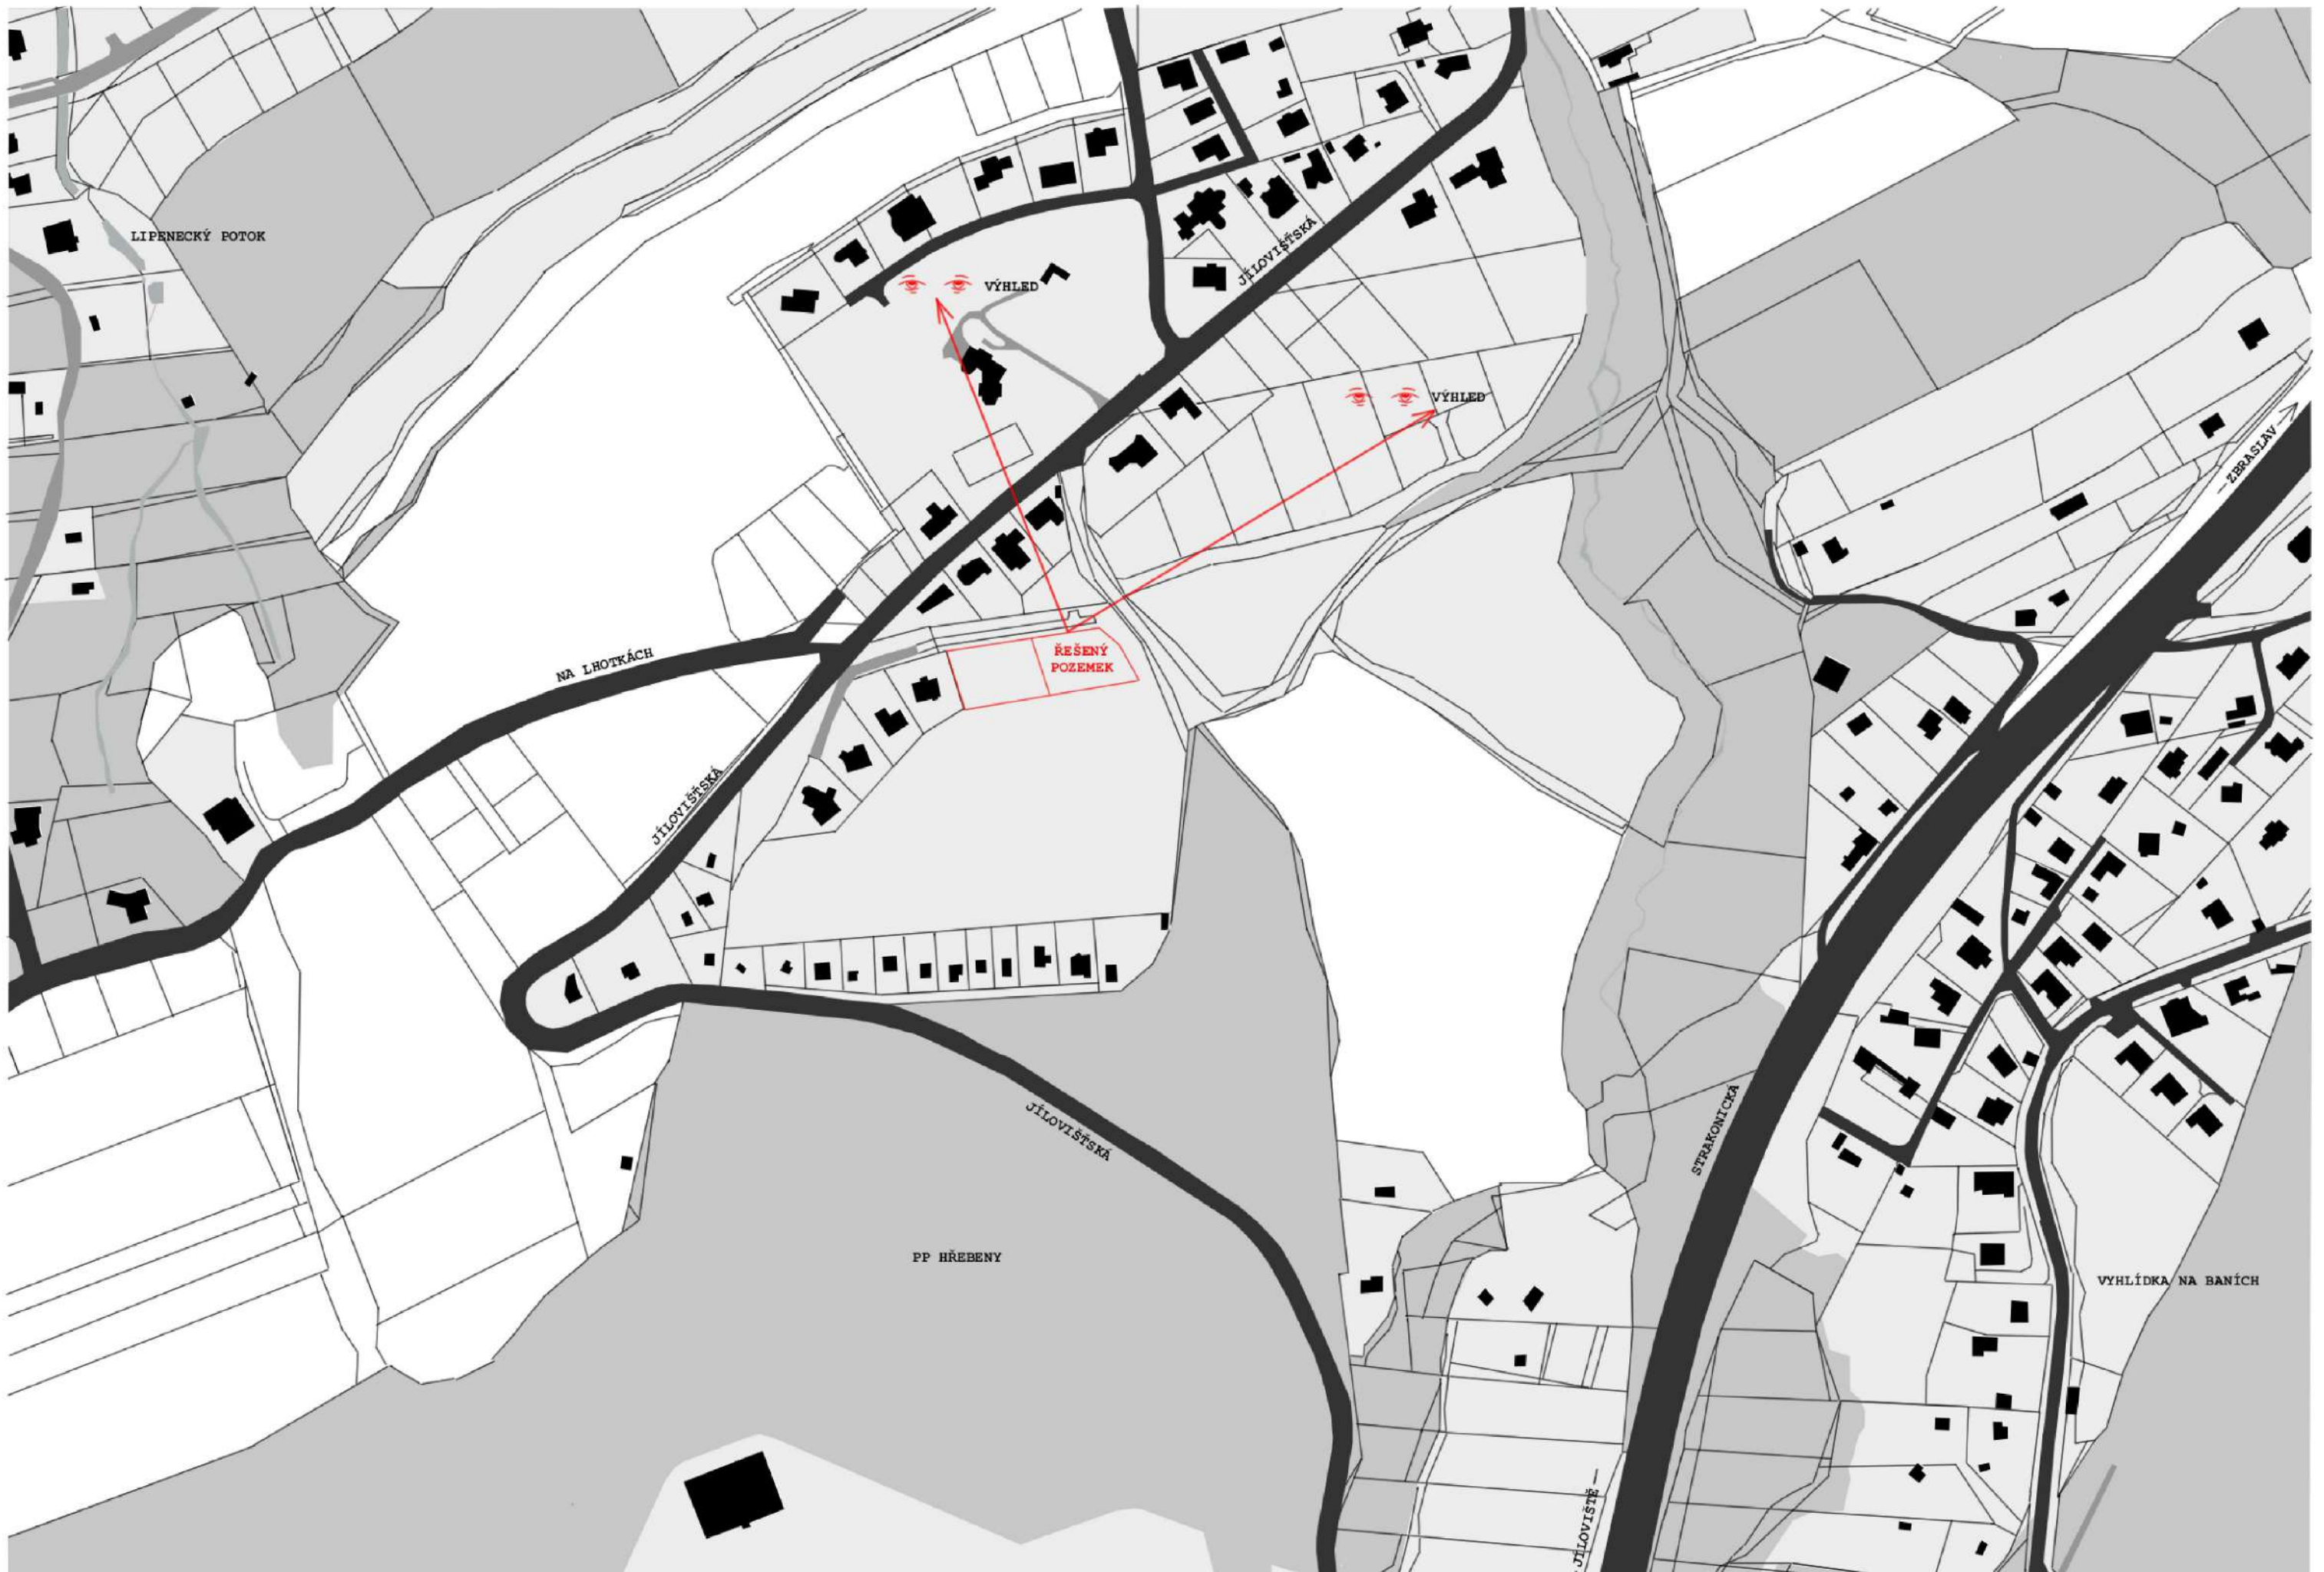 LIPENECKÝ POTOK
JÍLOVIŠŤSKÁ
VÝHLED
VÝHLED
— ZBRASLAV
NA LHOTKÁCH
ŘEŠENÝ
POZEMEK
JÍLOVIŠŤSKÁ
JÍLOVIŠŤSKÁ
STRAKONICKÁ
PP HŘEBENY
VYHLÍDKA NA BANÍCH
JÍLOVIŠTĚ —